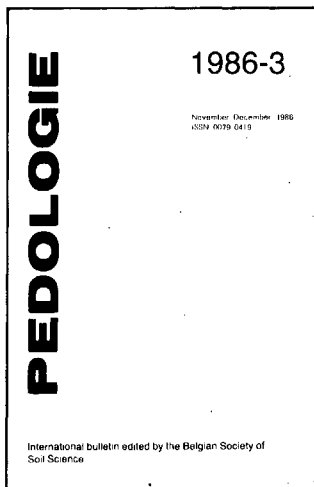 PEDOLOGIE
1986-3
November December 1986
ISSN 0079 0419
International bulletin edited by the Belgian Society of
Soil Science